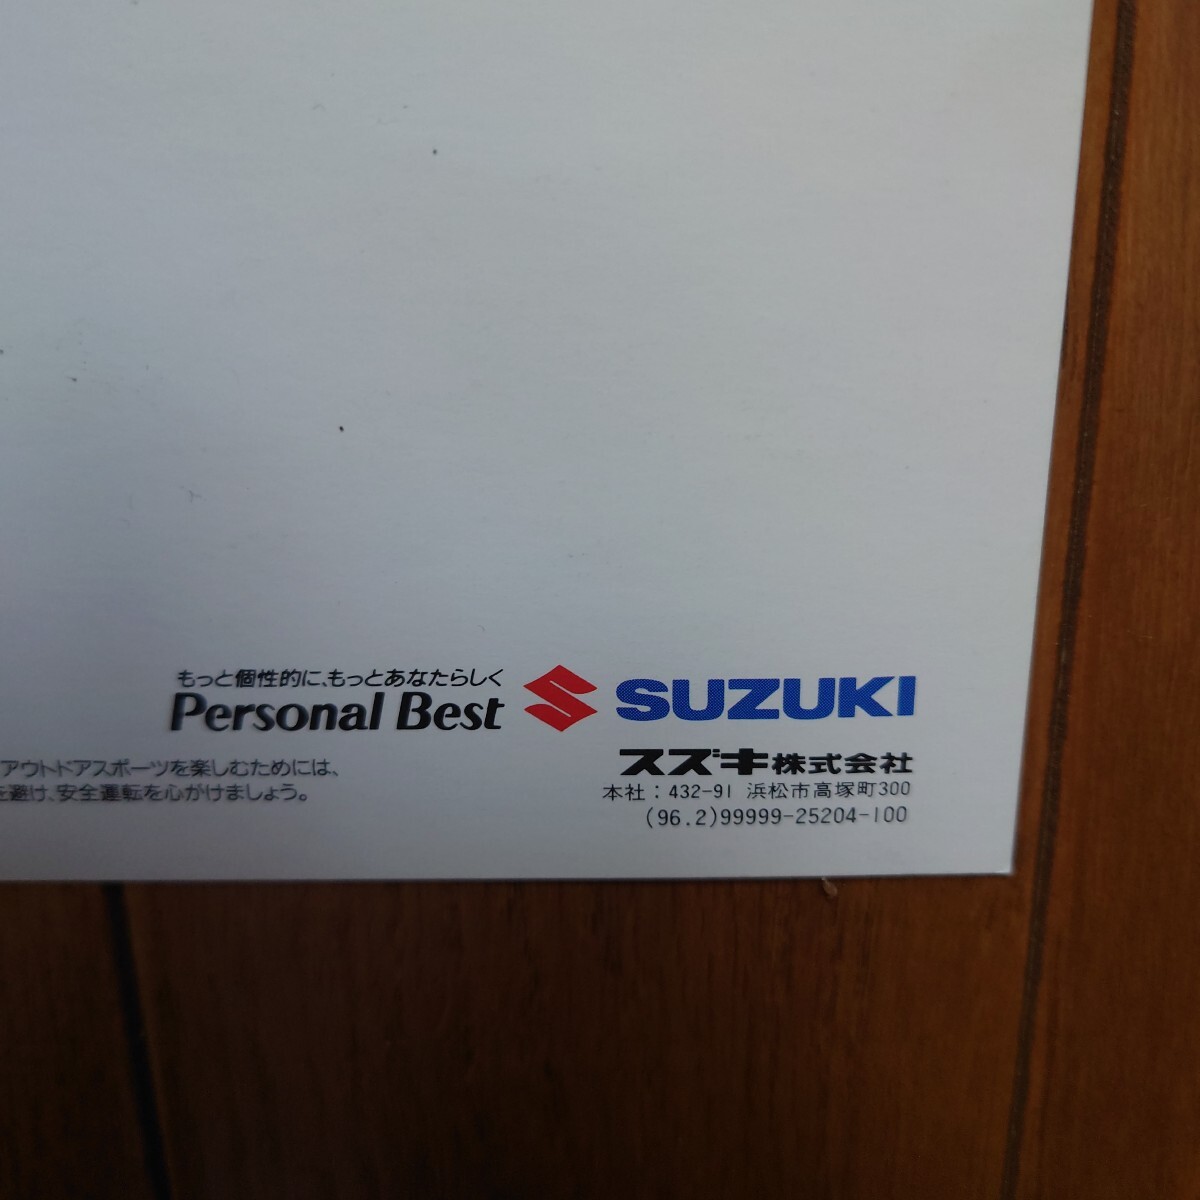 もっと個性的に、もっとあなたらしく
Personal Best
SUZUKI
スズキ株式会社
本社：432-91 浜松市高塚町300
(96.2)99999-25204-100
アウトドアスポーツを楽しむためには、
を避け、安全運転を心がけましょう。